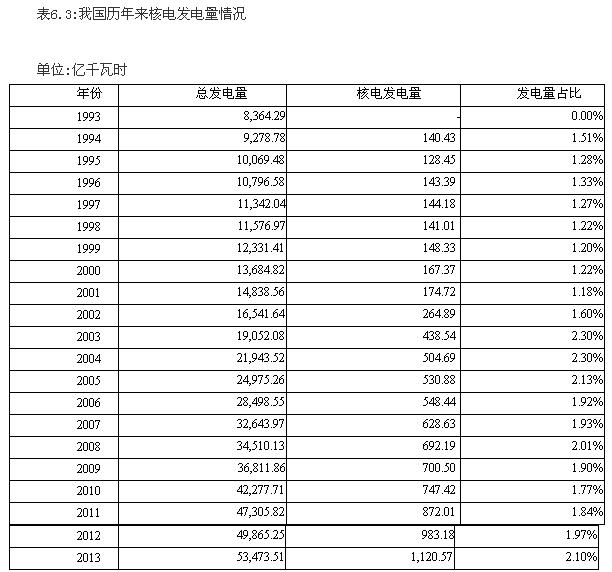 表6.3:我国历年来核电发电量情况
单位:亿千瓦时
年份 总发电量 核电发电量 发电量占比
1993 8,364.29 - 0.00%
1994 9,278.78 140.43 1.51%
1995 10,069.48 128.45 1.28%
1996 10,796.58 143.39 1.33%
1997 11,342.04 144.18 1.27%
1998 11,576.97 141.01 1.22%
1999 12,331.41 148.33 1.20%
2000 13,684.82 167.37 1.22%
2001 14,838.56 174.72 1.18%
2002 16,541.64 264.89 1.60%
2003 19,052.08 438.54 2.30%
2004 21,943.52 504.69 2.30%
2005 24,975.26 530.88 2.13%
2006 28,498.55 548.44 1.92%
2007 32,643.97 628.63 1.93%
2008 34,510.13 692.19 2.01%
2009 36,811.86 700.50 1.90%
2010 42,277.71 747.42 1.77%
2011 47,305.82 872.01 1.84%
2012 49,865.25 983.18 1.97%
2013 53,473.51 1,120.57 2.10%